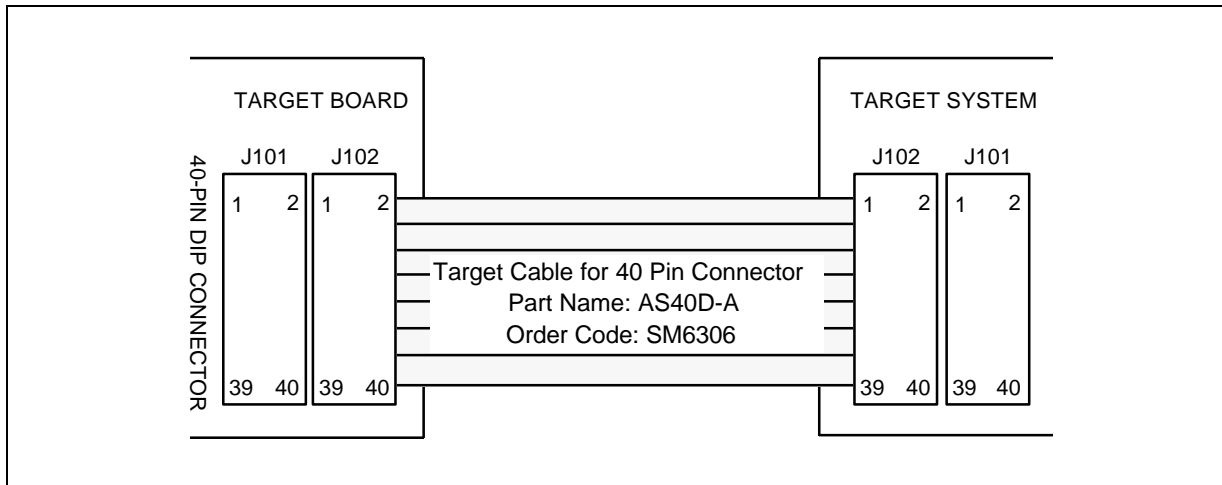 TARGET BOARD
J101 J102
40-PIN DIP CONNECTOR
1 2 1 2
39 40 39 40
Target Cable for 40 Pin Connector
Part Name: AS40D-A
Order Code: SM6306
TARGET SYSTEM
J102 J101
1 2 1 2
39 40 39 40